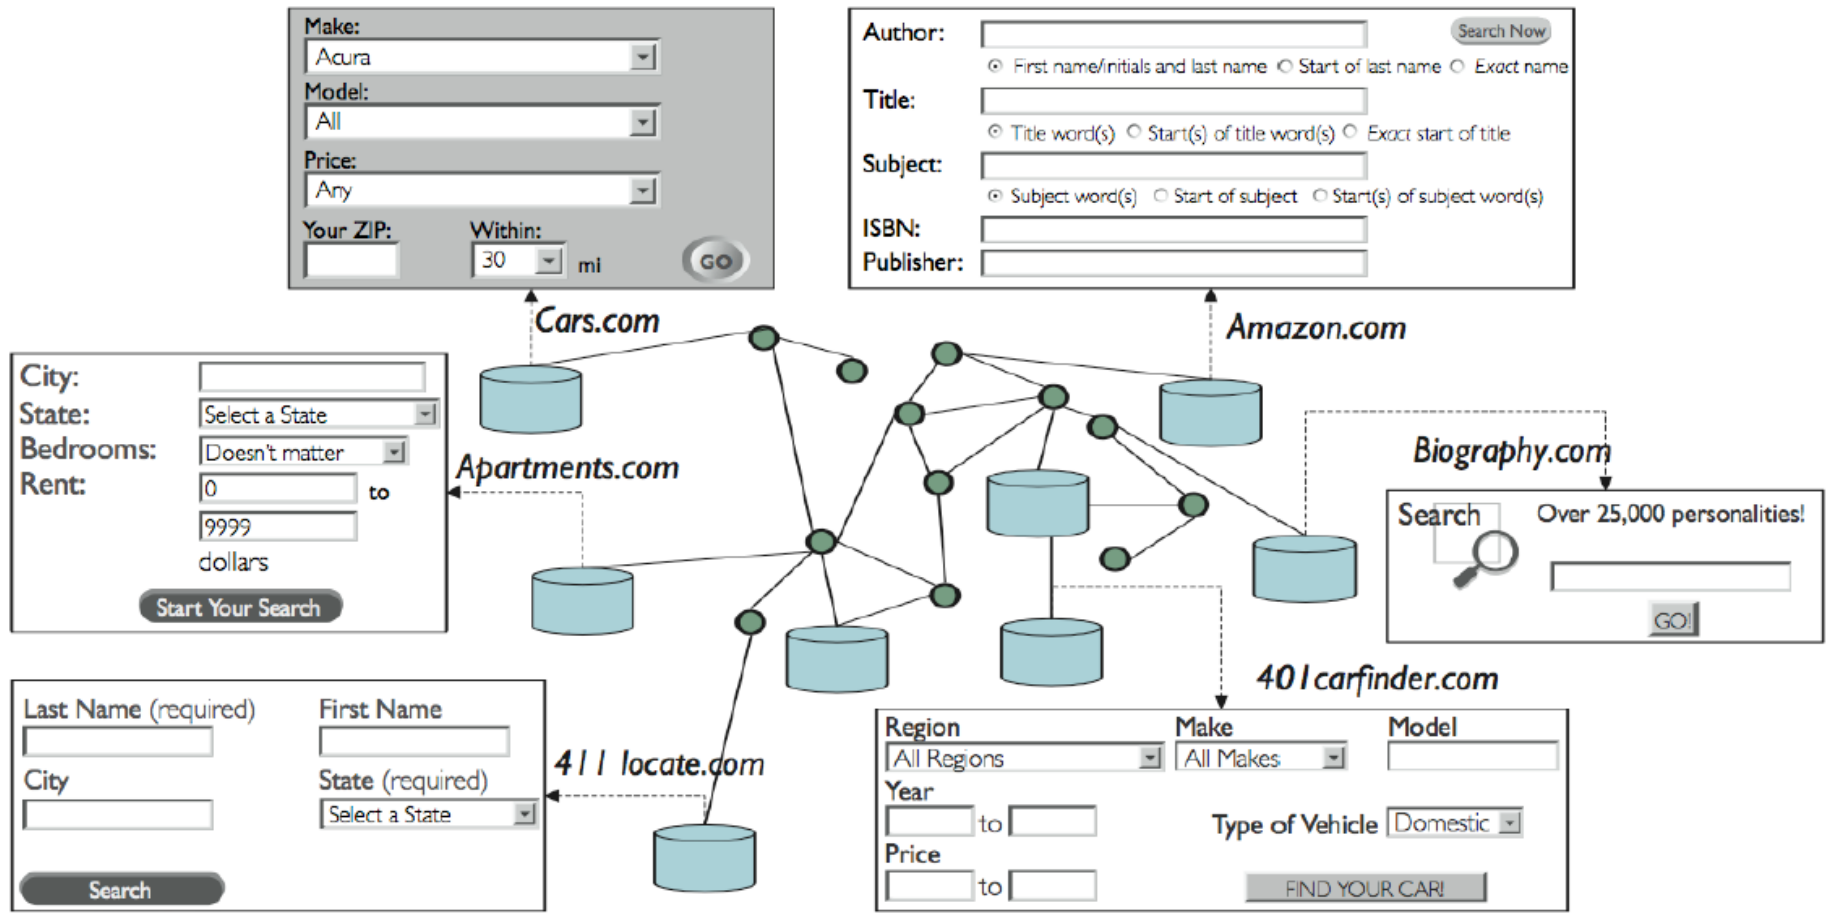 Make:
Acura
Model:
All
Price:
Any
Your ZIP: Within:
30 mi GO
Cars.com
Author: Search Now
First name/initials and last name Start of last name Exact name
Title:
Title word(s) Start(s) of title word(s) Exact start of title
Subject:
Subject word(s) Start of subject Start(s) of subject word(s)
ISBN:
Publisher:
Amazon.com
City:
State: Select a State
Bedrooms: Doesn't matter
Rent: 0 to
9999
dollars
Start Your Search
Apartments.com
Biography.com
Search Over 25,000 personalities!
GO!
Last Name (required) First Name
City State (required)
Select a State
Search
411 locate.com
401carfinder.com
Region Make Model
All Regions All Makes
Year
to Type of Vehicle Domestic
Price
to FIND YOUR CAR!